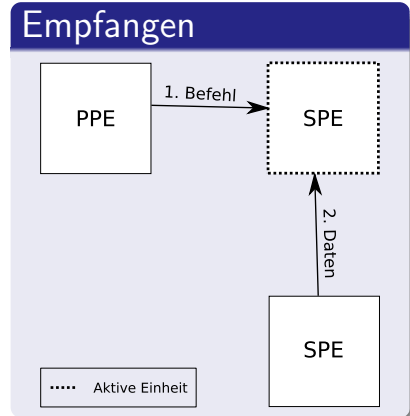 Empfangen
1. Befehl
PPE
SPE
2. Daten
SPE
Aktive Einheit